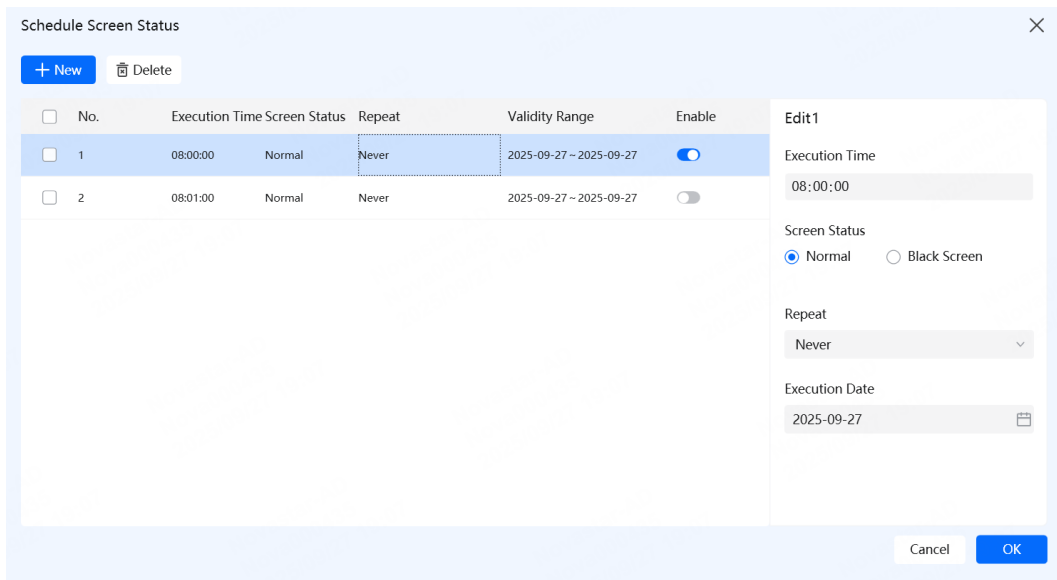 Schedule Screen Status
New Delete
No. Execution Time Screen Status Repeat Validity Range Enable
1 08:00:00 Normal Never 2025-09-27 ~ 2025-09-27
2 08:01:00 Normal Never 2025-09-27 ~ 2025-09-27
Edit1
Execution Time
08:00:00
Screen Status
Normal Black Screen
Repeat
Never
Execution Date
2025-09-27
Cancel OK